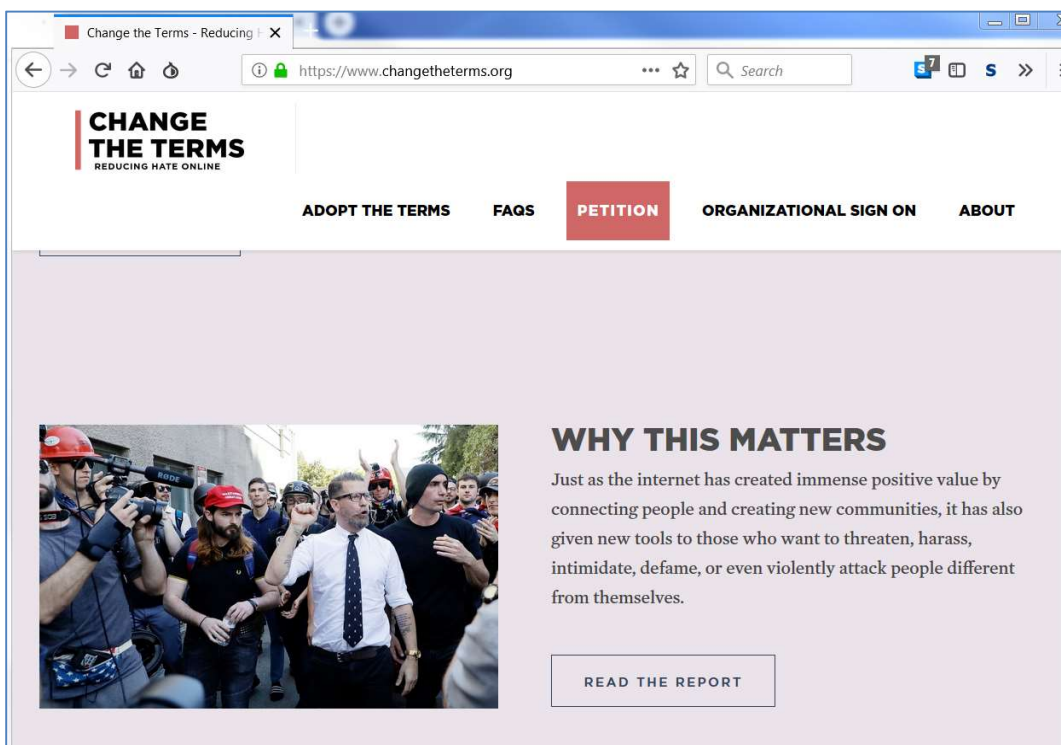 Change the Terms - Reducing H
https://www.changetheterms.org
Search
7
S
S
CHANGE
THE TERMS
REDUCING HATE ONLINE
ADOPT THE TERMS FAQS PETITION ORGANIZATIONAL SIGN ON ABOUT
RØDE
WHY THIS MATTERS
Just as the internet has created immense positive value by
connecting people and creating new communities, it has also
given new tools to those who want to threaten, harass,
intimidate, defame, or even violently attack people different
from themselves.
READ THE REPORT